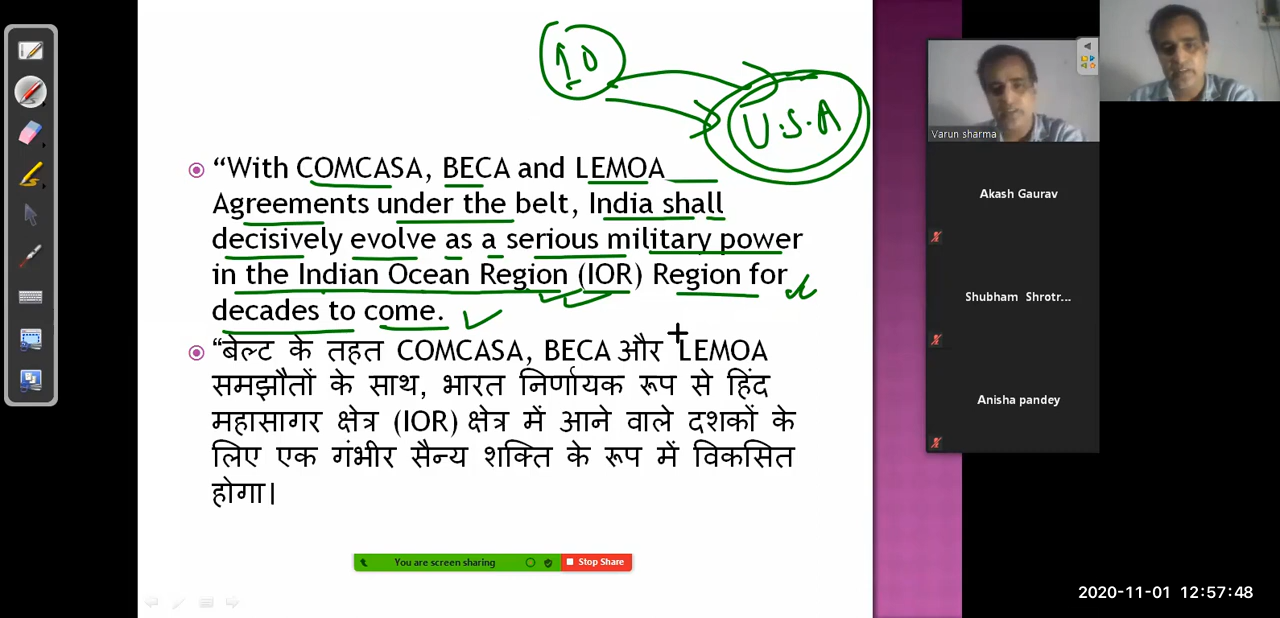 10
U.S.A
“With COMCASA, BECA and LEMOA
Agreements under the belt, India shall
decisively evolve as a serious military power
in the Indian Ocean Region (IOR) Region for
decades to come.
“बेल्ट के तहत COMCASA, BECA और LEMOA
समझौतों के साथ, भारत निर्णायक रूप से हिंद
महासागर क्षेत्र (IOR) क्षेत्र में आने वाले दशकों के
लिए एक गंभीर सैन्य शक्ति के रूप में विकसित
होगा।
You are screen sharing
Stop Share
Varun sharma
Akash Gaurav
Shubham Shrotr...
Anisha pandey
2020-11-01 12:57:48